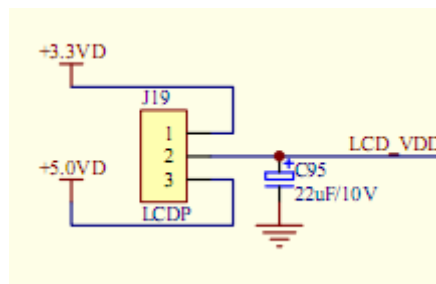 +3.3VD
J19
1
2
3
LCDP
+5.0VD
LCD_VDD
C95
22uF/10V
+